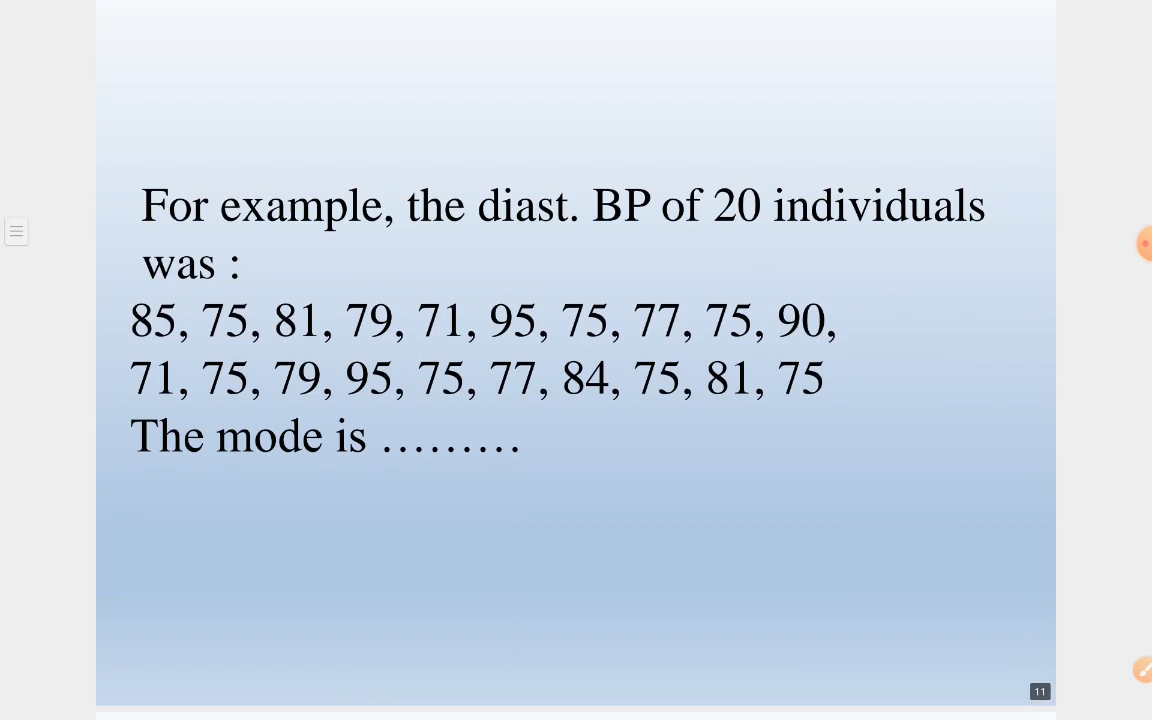 For example, the diast. BP of 20 individuals
was :
85, 75, 81, 79, 71, 95, 75, 77, 75, 90,
71, 75, 79, 95, 75, 77, 84, 75, 81, 75
The mode is ………
11